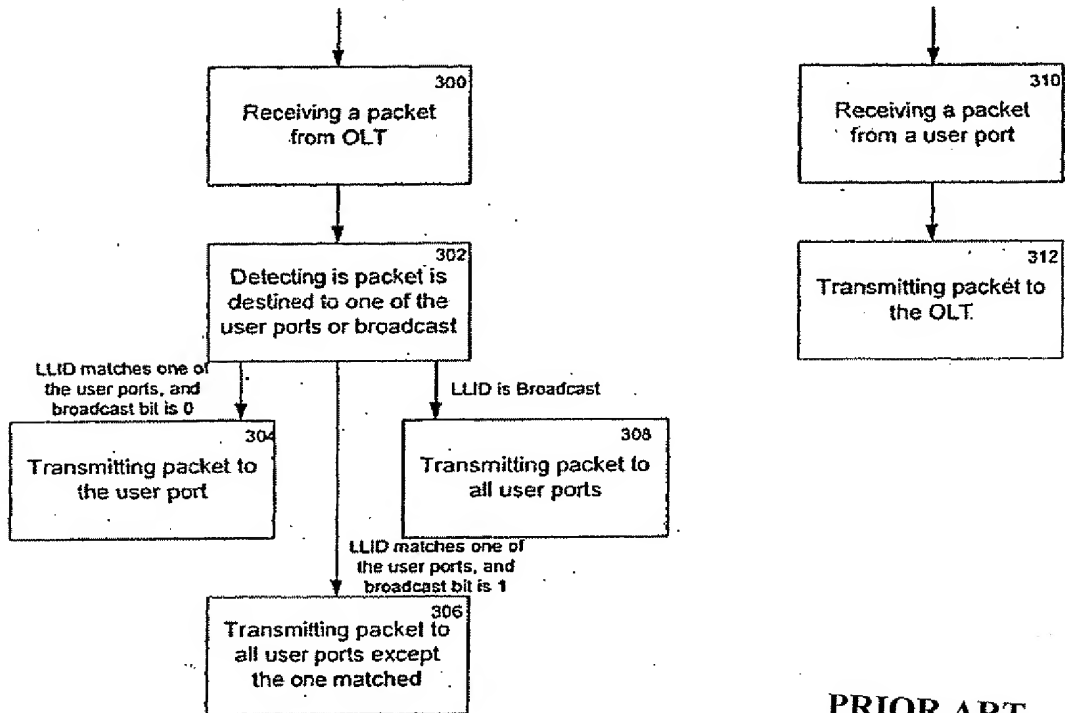 300
Receiving a packet
from OLT
302
Detecting is packet is
destined to one of the
user ports or broadcast
LLID matches one of
the user ports, and
broadcast bit is 0
LLID is Broadcast
304
Transmitting packet to
the user port
308
Transmitting packet to
all user ports
LLID matches one of
the user ports, and
broadcast bit is 1
306
Transmitting packet to
all user ports except
the one matched
310
Receiving a packet
from a user port
312
Transmitting packet to
the OLT
PRIOR ART